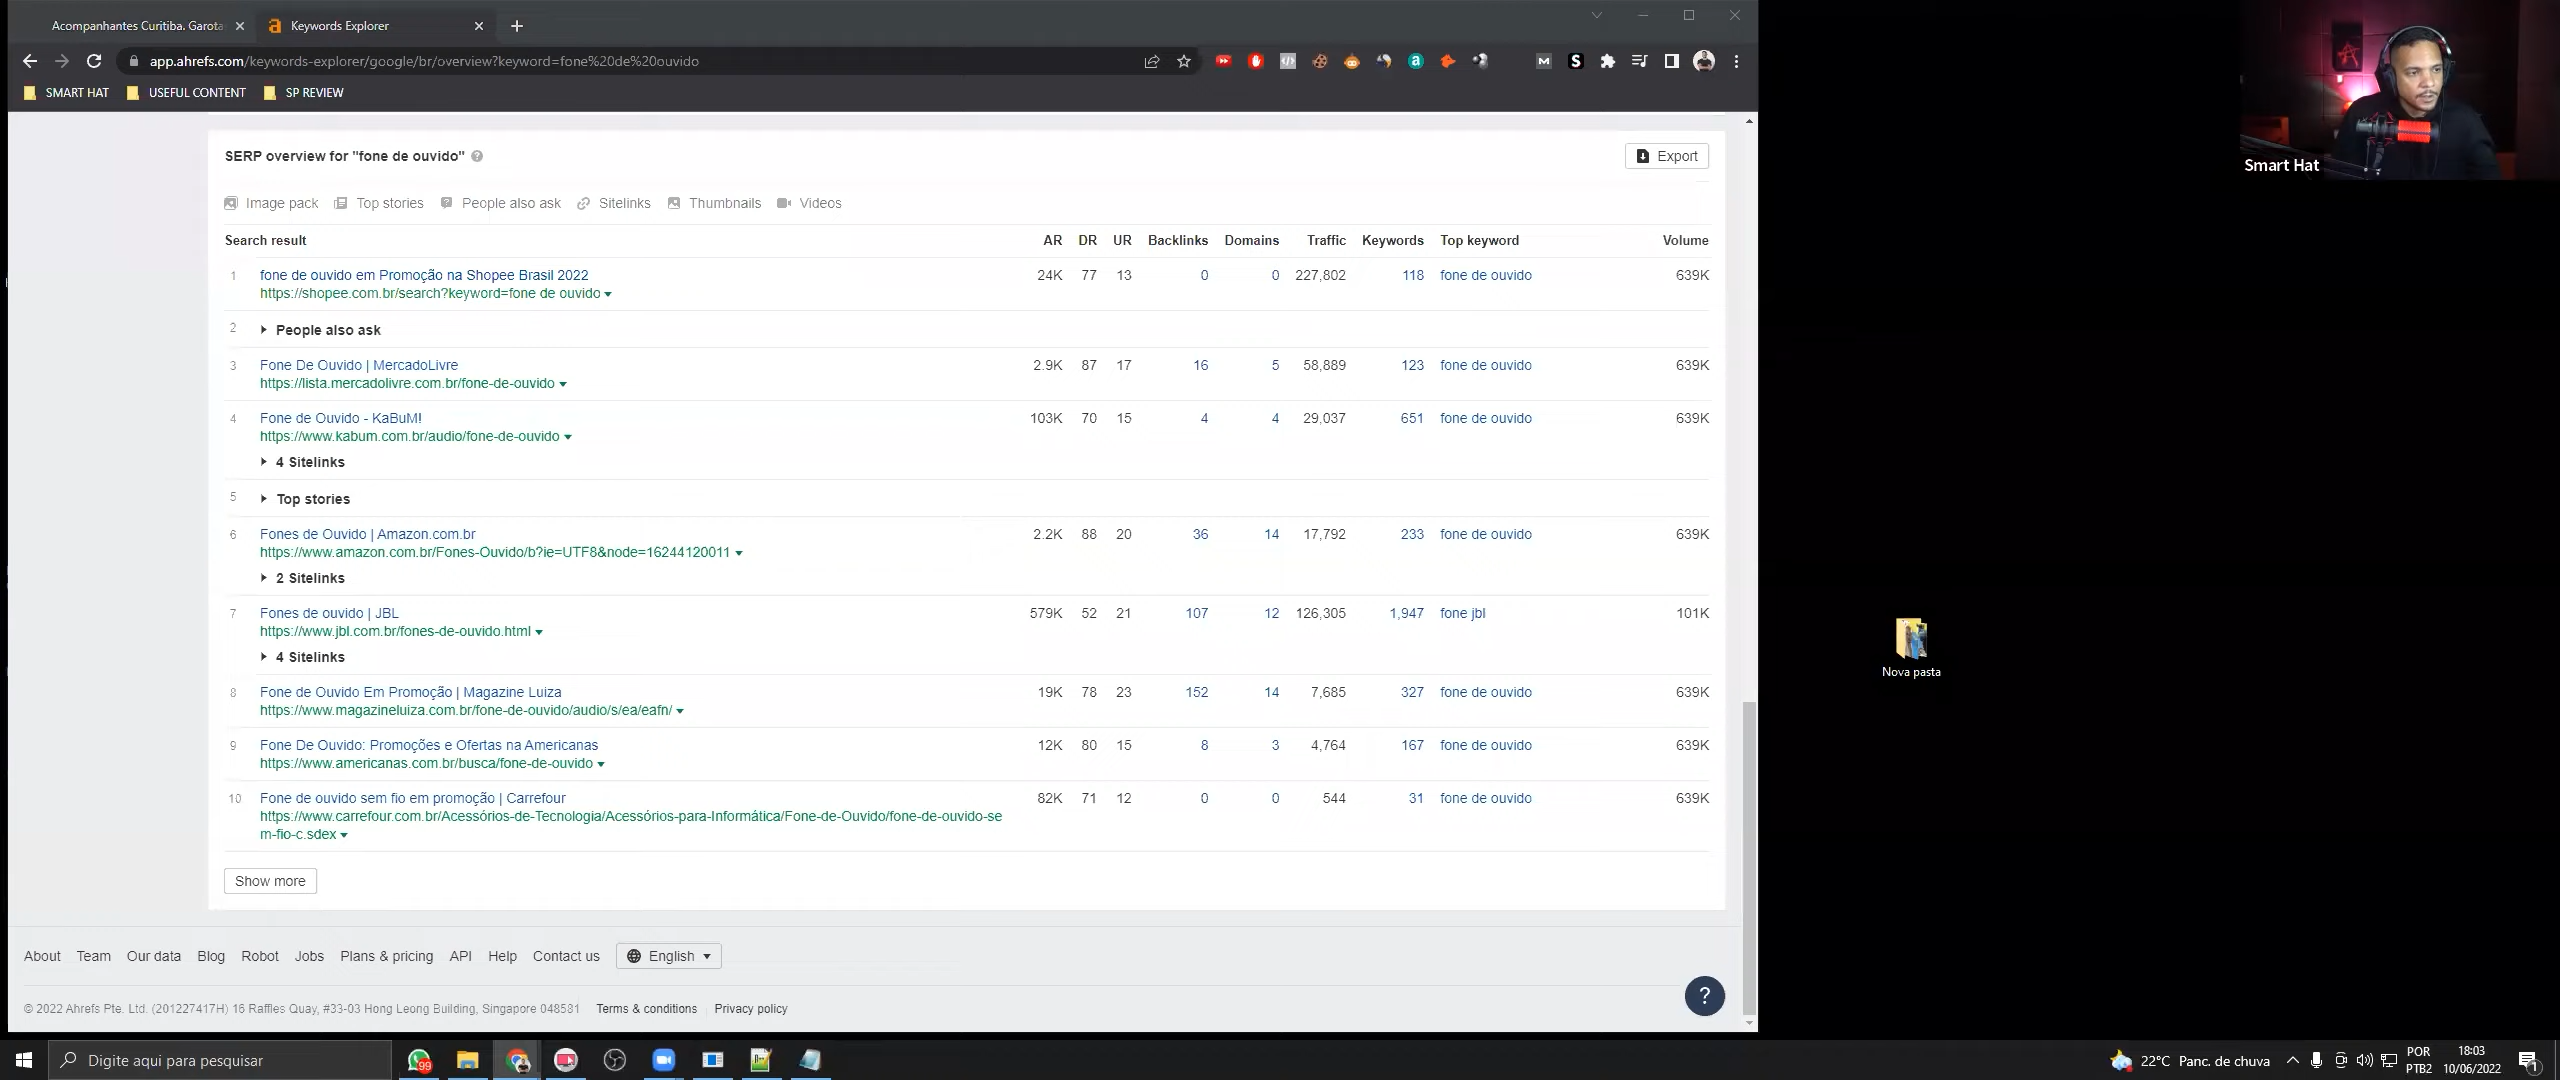 Acompanhantes Curitiba. Garota
Keywords Explorer
app.ahrefs.com/keywords-explorer/google/br/overview?keyword=fone%20de%20ouvido
SMART HAT
USEFUL CONTENT
SP REVIEW
SERP overview for "fone de ouvido"
Export
Image pack
Top stories
People also ask
Sitelinks
Thumbnails
Videos
Search result AR DR UR Backlinks Domains Traffic Keywords Top keyword Volume
1 fone de ouvido em Promoção na Shopee Brasil 2022 24K 77 13 0 0 227,802 118 fone de ouvido 639K
https://shopee.com.br/search?keyword=fone de ouvido
2 People also ask
3 Fone De Ouvido | MercadoLivre 2.9K 87 17 16 5 58,889 123 fone de ouvido 639K
https://lista.mercadolivre.com.br/fone-de-ouvido
4 Fone de Ouvido - KaBuM! 103K 70 15 4 4 29,037 651 fone de ouvido 639K
https://www.kabum.com.br/audio/fone-de-ouvido
4 Sitelinks
5 Top stories
6 Fones de Ouvido | Amazon.com.br 2.2K 88 20 36 14 17,792 233 fone de ouvido 639K
https://www.amazon.com.br/Fones-Ouvido/b?ie=UTF8&node=16244120011
2 Sitelinks
7 Fones de ouvido | JBL 579K 52 21 107 12 126,305 1,947 fone jbl 101K
https://www.jbl.com.br/fones-de-ouvido.html
4 Sitelinks
8 Fone de Ouvido Em Promoção | Magazine Luiza 19K 78 23 152 14 7,685 327 fone de ouvido 639K
https://www.magazineluiza.com.br/fone-de-ouvido/audio/s/ea/eafn/
9 Fone De Ouvido: Promoções e Ofertas na Americanas 12K 80 15 8 3 4,764 167 fone de ouvido 639K
https://www.americanas.com.br/busca/fone-de-ouvido
10 Fone de ouvido sem fio em promoção | Carrefour 82K 71 12 0 0 544 31 fone de ouvido 639K
https://www.carrefour.com.br/Acessórios-de-Tecnologia/Acessórios-para-Informática/Fone-de-Ouvido/fone-de-ouvido-se
m-fio-c.sdex
Show more
About Team Our data Blog Robot Jobs Plans & pricing API Help Contact us English
© 2022 Ahrefs Pte. Ltd. (201227417H) 16 Raffles Quay, #33-03 Hong Leong Building, Singapore 048581 Terms & conditions Privacy policy
?
Smart Hat
Nova pasta
Digite aqui para pesquisar
99
22°C Panc. de chuva
POR
PTB2
18:03
10/06/2022
1